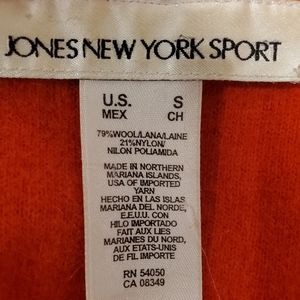 JONES NEW YORK SPORT
U.S. S
MEX CH
79%WOOL/LANA/LAINE
21%NYLON/
NILON POLIAMIDA
MADE IN NORTHERN
MARIANA ISLANDS,
USA OF IMPORTED
YARN
HECHO EN LAS ISLAS
MARIANA DEL NORDE,
E.E.U.U. CON
HILO IMPORTADO
FAIT AUX LIES
MARIANES DU NORD,
AUX ETATS-UNIS
DE FIL IMPORTE
RN 54050
CA 08349